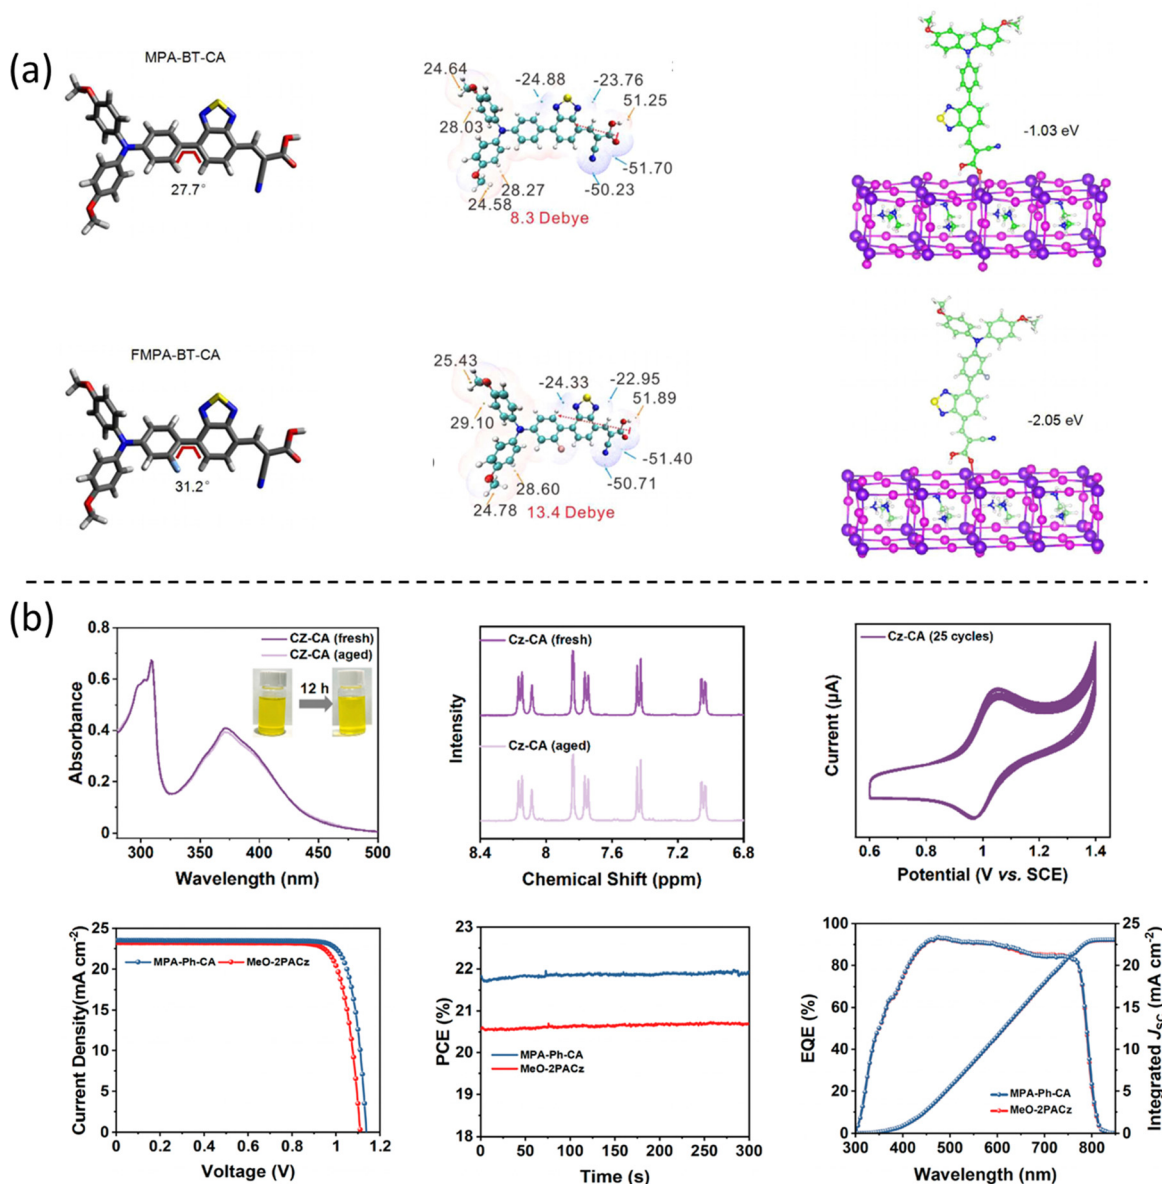 (a)
MPA-BT-CA
27.7°
24.64
-24.88
-23.76
51.25
28.03
-51.70
-50.23
28.27
24.58
8.3 Debye
-1.03 eV
FMPA-BT-CA
31.2°
25.43
-24.33
-22.95
51.89
29.10
-51.40
-50.71
28.60
24.78
13.4 Debye
-2.05 eV
(b)
0.8
0.6
0.4
0.2
0
Absorbance
CZ-CA (fresh)
CZ-CA (aged)
12 h
300 350 400 450 500
Wavelength (nm)
Intensity
Cz-CA (fresh)
Cz-CA (aged)
8.4 8 7.6 7.2 6.8
Chemical Shift (ppm)
Current (μA)
Cz-CA (25 cycles)
0.6 0.8 1 1.2 1.4
Potential (V vs. SCE)
25
20
15
10
5
0
Current Density(mA cm-2)
MPA-Ph-CA MeO-2PACz
0 0.2 0.4 0.6 0.8 1 1.2
Voltage (V)
23
22
21
20
19
18
PCE (%)
MPA-Ph-CA
MeO-2PACz
0 50 100 150 200 250 300
Time (s)
100
80
60
40
20
0
EQE (%)
MPA-Ph-CA
MeO-2PACz
25
20
15
10
5
0
Integrated JSC (mA cm-2)
300 400 500 600 700 800
Wavelength (nm)